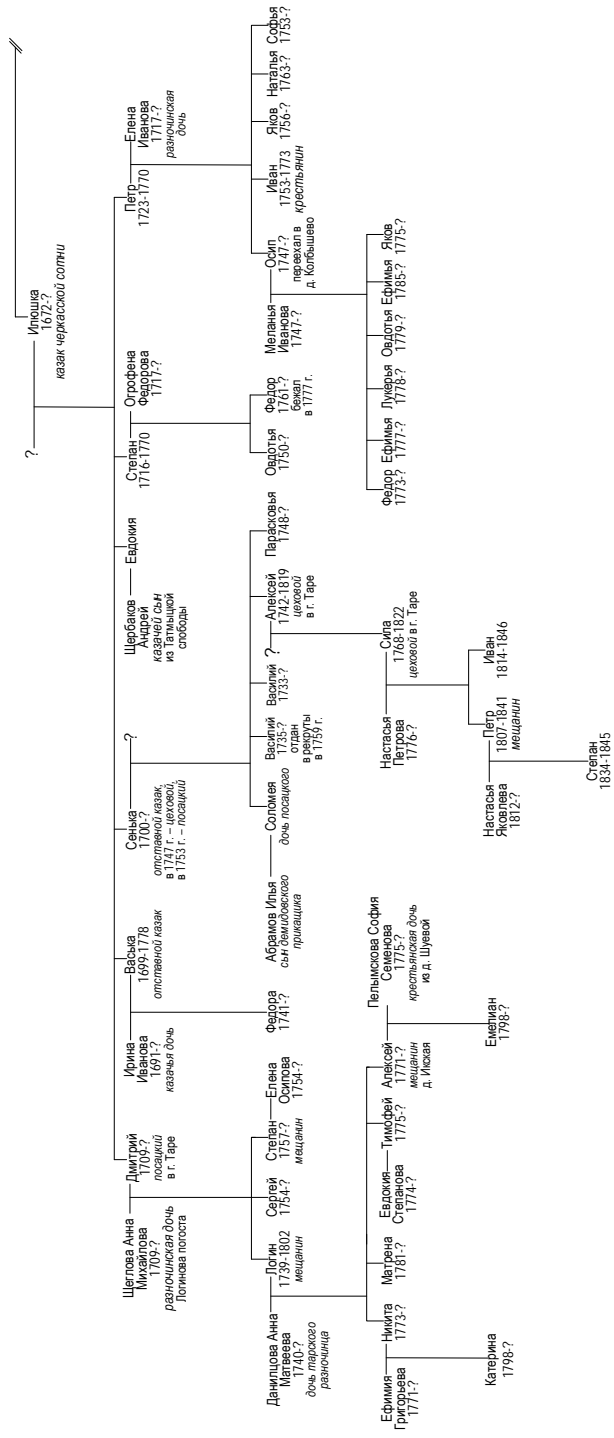 ?
Илюшка
1672-?
казак черкасской сотни
Щеглова Анна
Михайлова
1709-?
разночинская дочь
Логинова погоста
Дмитрий
1709-?
посацкий
в г. Таре
Ирина
Иванова
1691-?
казачья дочь
Васька
1699-1778
отставной казак
Сенька
1700-?
отставной казак,
в 1747 г. – цеховой,
в 1753 г. – посацкий
?
Щербаков
Андрей
казачей сын
из Татмыцкой
слободы
Евдокия
Степан
1716-1770
Огрофена
Федорова
1717-?
Петр
1723-1770
Елена
Иванова
1717-?
разночинская
дочь
Данилцова Анна
Матвеева
1740-?
дочь тарского
разночинца
Логин
1739-1802
мещанин
Сергей
1754-?
Степан
1757-?
мещанин
Елена
Осипова
1754-?
Федора
1741-?
Абрамов Илья
сын демидовского
прикащика
Соломея
дочь посацкого
Василий
1735-?
отдан
в рекруты
в 1759 г.
Василий
1733-?
?
Алексей
1742-1819
цеховой
в г. Таре
Парасковья
1748-?
Овдотья
1750-?
Федор
1761-?
бежал
в 1777 г.
Меланья
Иванова
1747-?
Осип
1747-?
переехал в
д. Колбышево
Иван
1753-1773
крестьянин
Яков
1756-?
Наталья
1763-?
Софья
1753-?
Ефимия
Григорьева
1771-?
Никита
1773-?
Матрена
1781-?
Евдокия
Степанова
1774-?
Тимофей
1775-?
Алексей
1771-?
мещанин
д. Икская
Пелымскова София
Семенова
1775-?
крестьянская дочь
из д. Шуевой
Настасья
Петрова
1776-?
Сила
1768-1822
цеховой в г. Таре
Федор
1773-?
Ефимья
1777-?
Лукерья
1778-?
Овдотья
1779-?
Ефимья
1785-?
Яков
1775-?
Катерина
1798-?
Емелиан
1798-?
Настасья
Яковлева
1812-?
Петр
1807-1841
мещанин
Иван
1814-1846
Степан
1834-1845